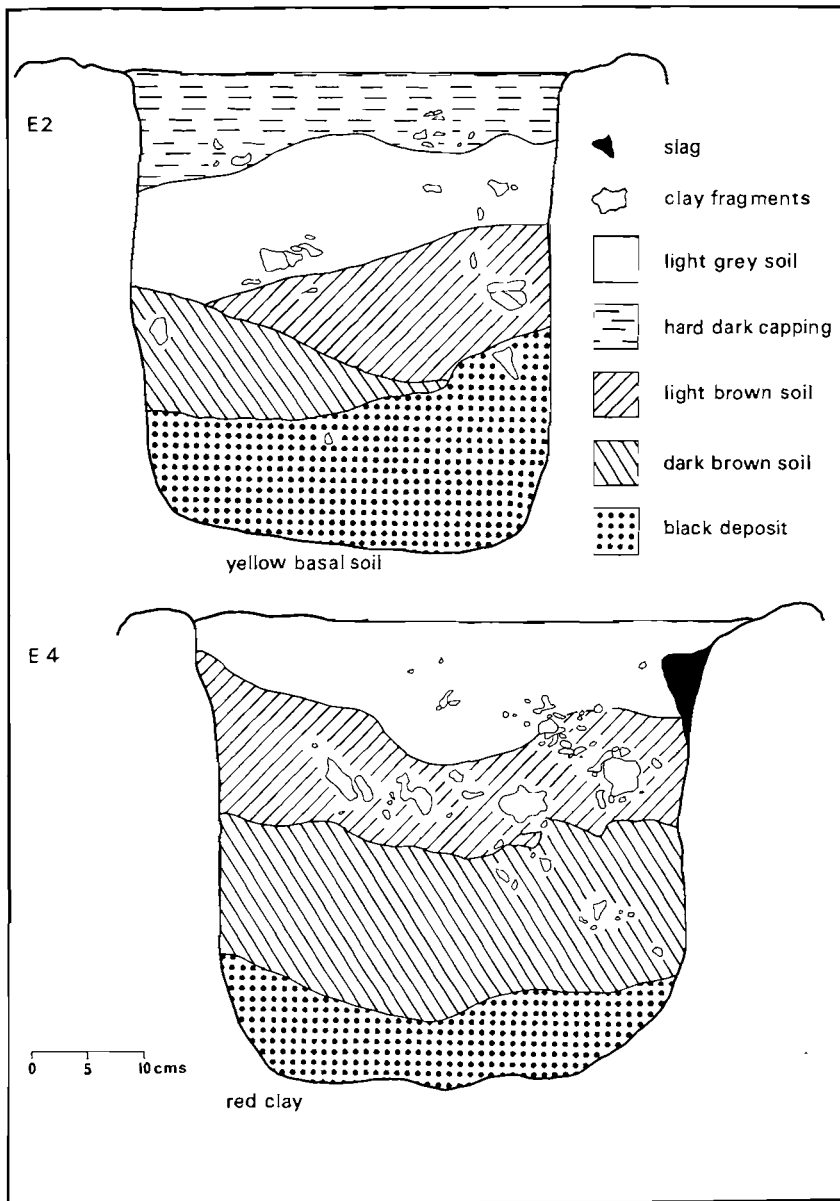 E2
slag
clay fragments
light grey soil
hard dark capping
light brown soil
dark brown soil
black deposit
yellow basal soil
E 4
0 5 10 cms
red clay